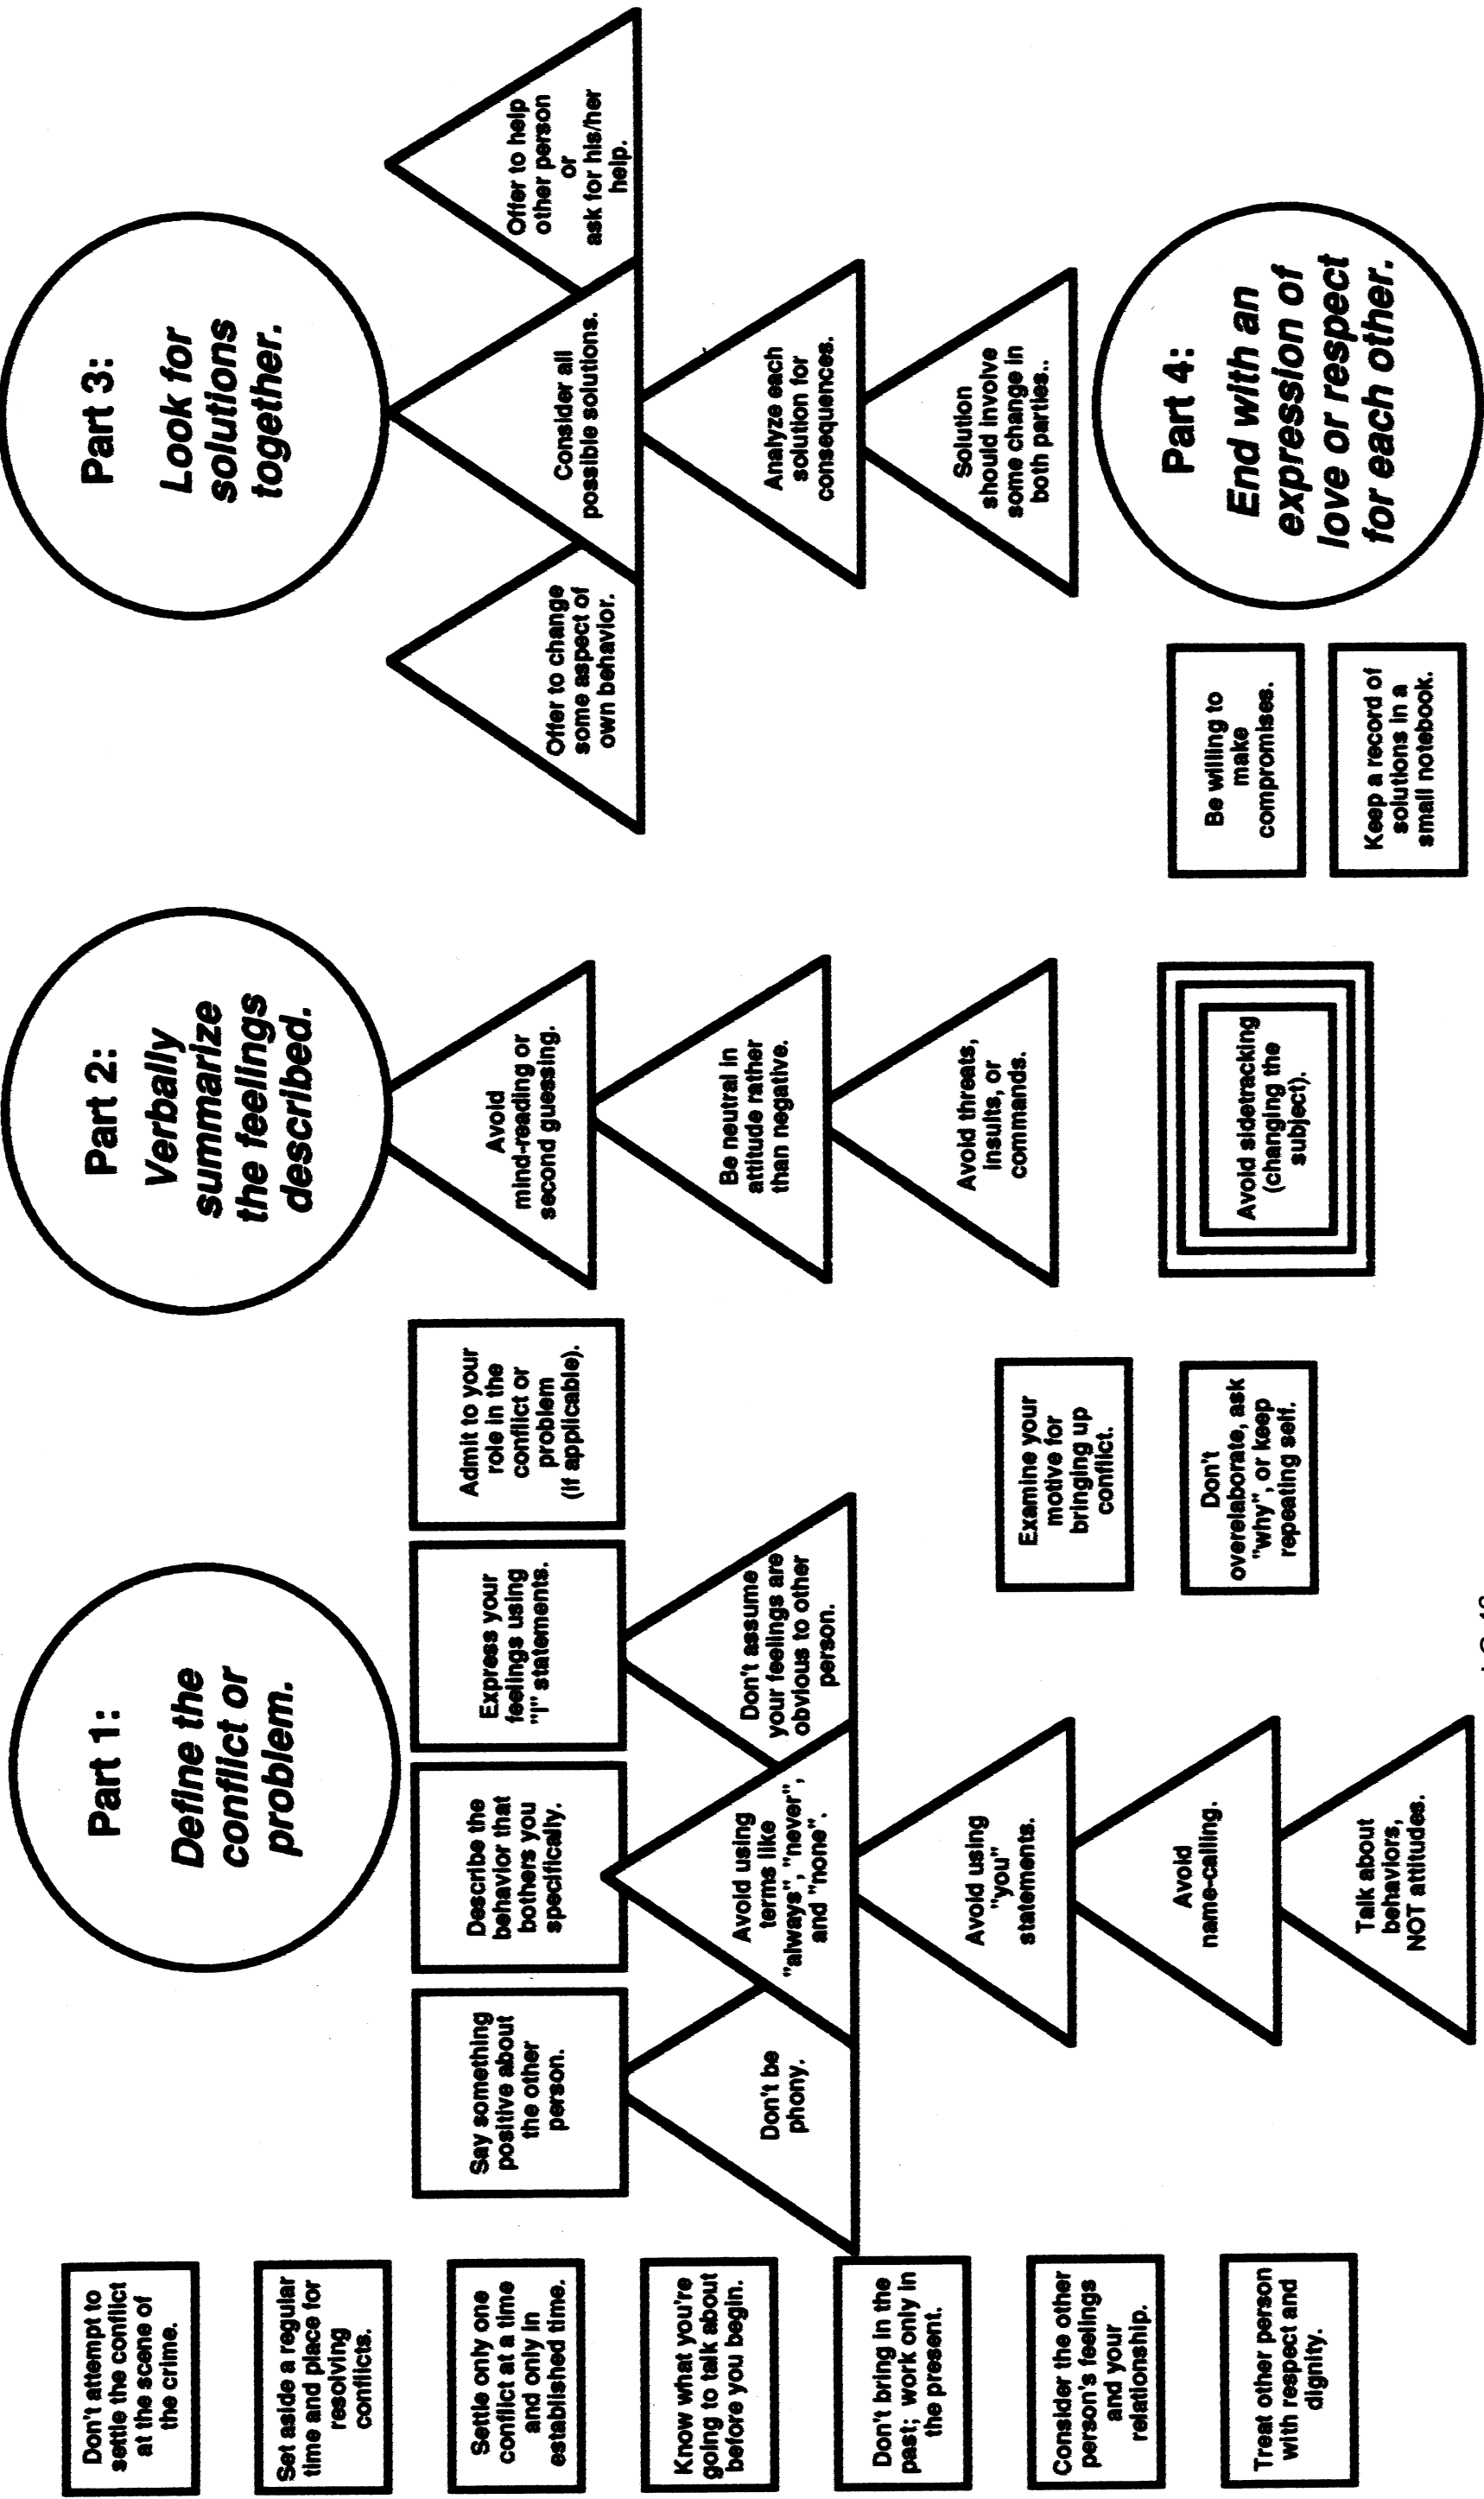 Don't attempt to
settle the conflict
at the scene of
the crime.
Set aside a regular
time and place for
resolving
conflicts.
Settle only one
conflict at a time
and only in
established time.
Know what you're
going to talk about
before you begin.
Don't bring in the
past; work only in
the present.
Consider the other
person's feelings
and your
relationship.
Treat other person
with respect and
dignity.
Part 1:
Define the
conflict or
problem.
Say something
positive about
the other
person.
Describe the
behavior that
bothers you
specifically.
Express your
feelings using
"I" statements.
Admit to your
role in the
conflict or
problem
(if applicable).
Don't be
phony.
Avoid using
terms like
"always", "never",
and "none".
Don't assume
your feelings are
obvious to other
person.
Avoid using
"you"
statements.
Avoid
name-calling.
Talk about
behaviors,
NOT attitudes.
Examine your
motive for
bringing up
conflict.
Don't
overelaborate, ask
"why", or keep
repeating self.
Part 2:
Verbally
summarize
the feelings
described.
Avoid
mind-reading or
second guessing.
Be neutral in
attitude rather
than negative.
Avoid threats,
insults, or
commands.
Avoid sidetracking
(changing the
subject).
Part 3:
Look for
solutions
together.
Offer to change
some aspect of
own behavior.
Consider all
possible solutions.
Offer to help
other person
or
ask for his/her
help.
Analyze each
solution for
consequences.
Solution
should involve
some change in
both parties..
Be willing to
make
compromises.
Keep a record of
solutions in a
small notebook.
Part 4:
End with an
expression of
love or respect
for each other.